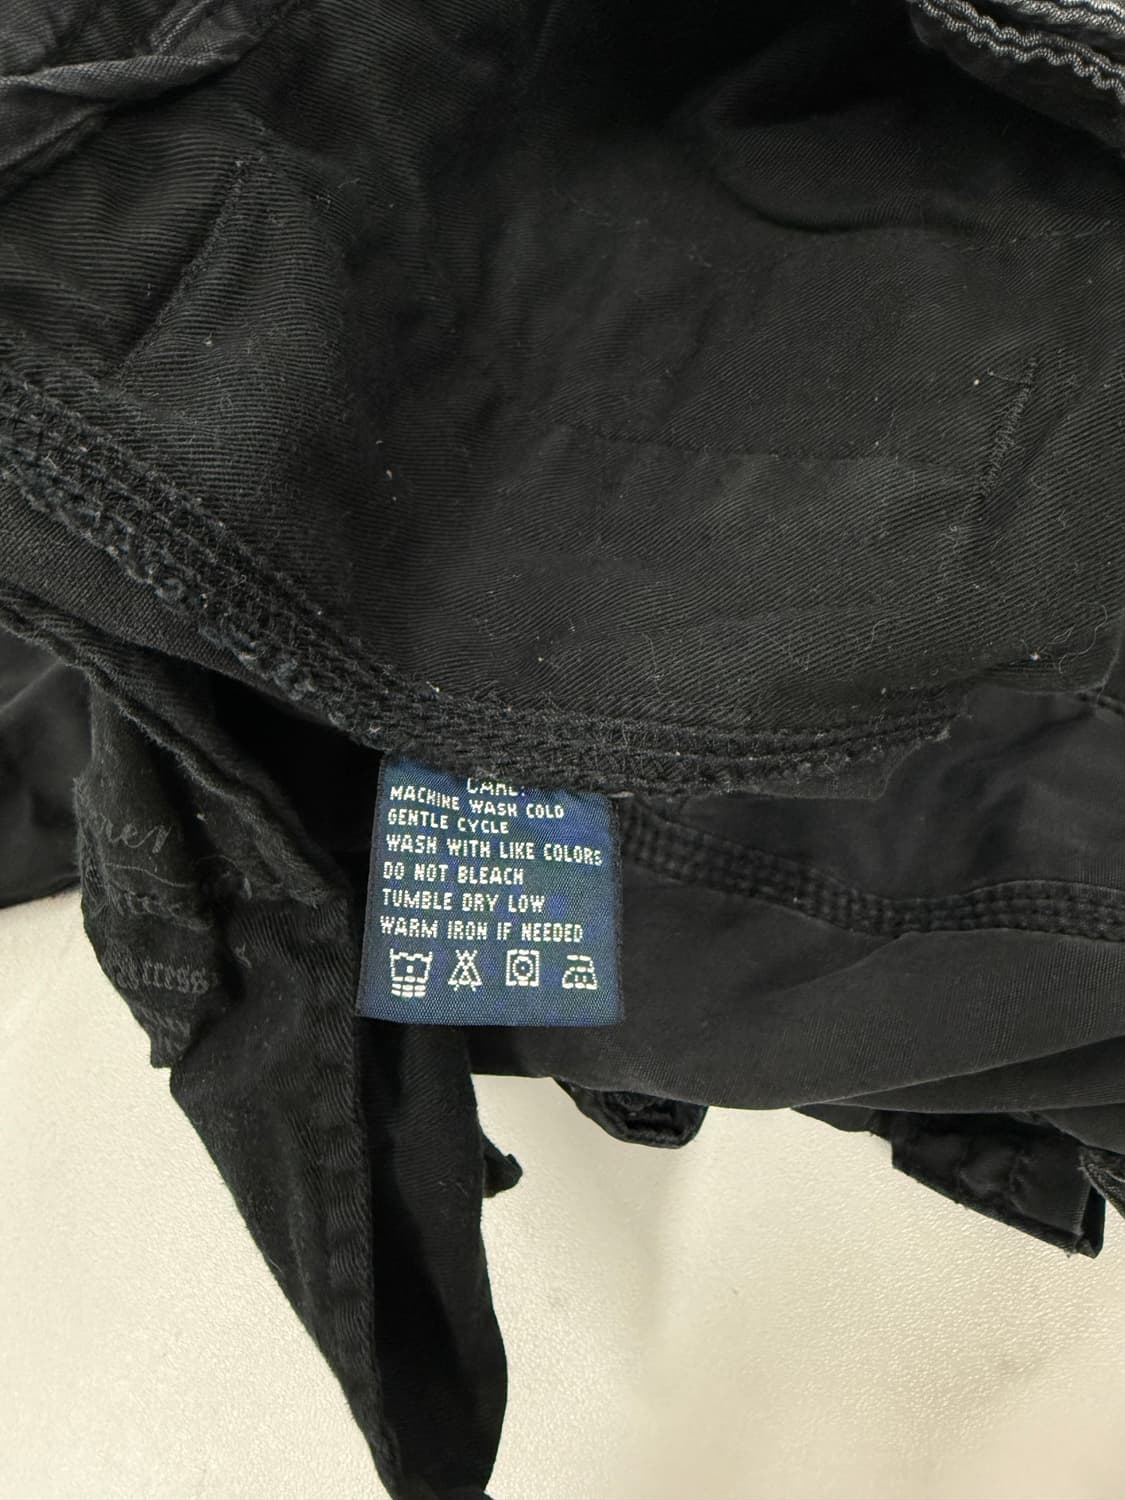 CARE:
MACHINE WASH COLD
GENTLE CYCLE
WASH WITH LIKE COLORS
DO NOT BLEACH
TUMBLE DRY LOW
WARM IRON IF NEEDED